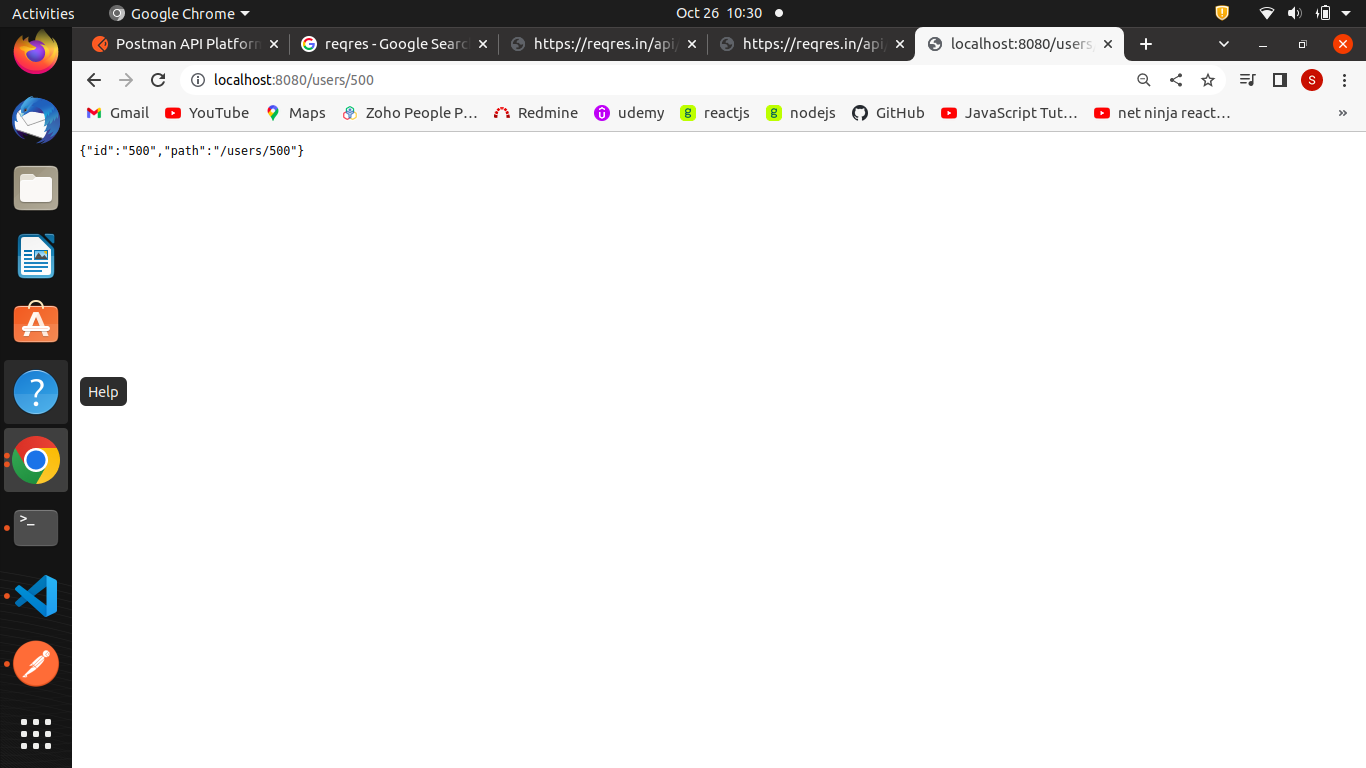 Activities
Google Chrome
Oct 26 10:30
Postman API Platform
reqres - Google Searc
https://reqres.in/api/
https://reqres.in/api/
localhost:8080/users/
localhost:8080/users/500
S
Gmail
YouTube
Maps
Zoho People P…
Redmine
udemy
g
reactjs
g
nodejs
GitHub
JavaScript Tut…
net ninja react…
»
{"id":"500","path":"/users/500"}
?
Help
>_